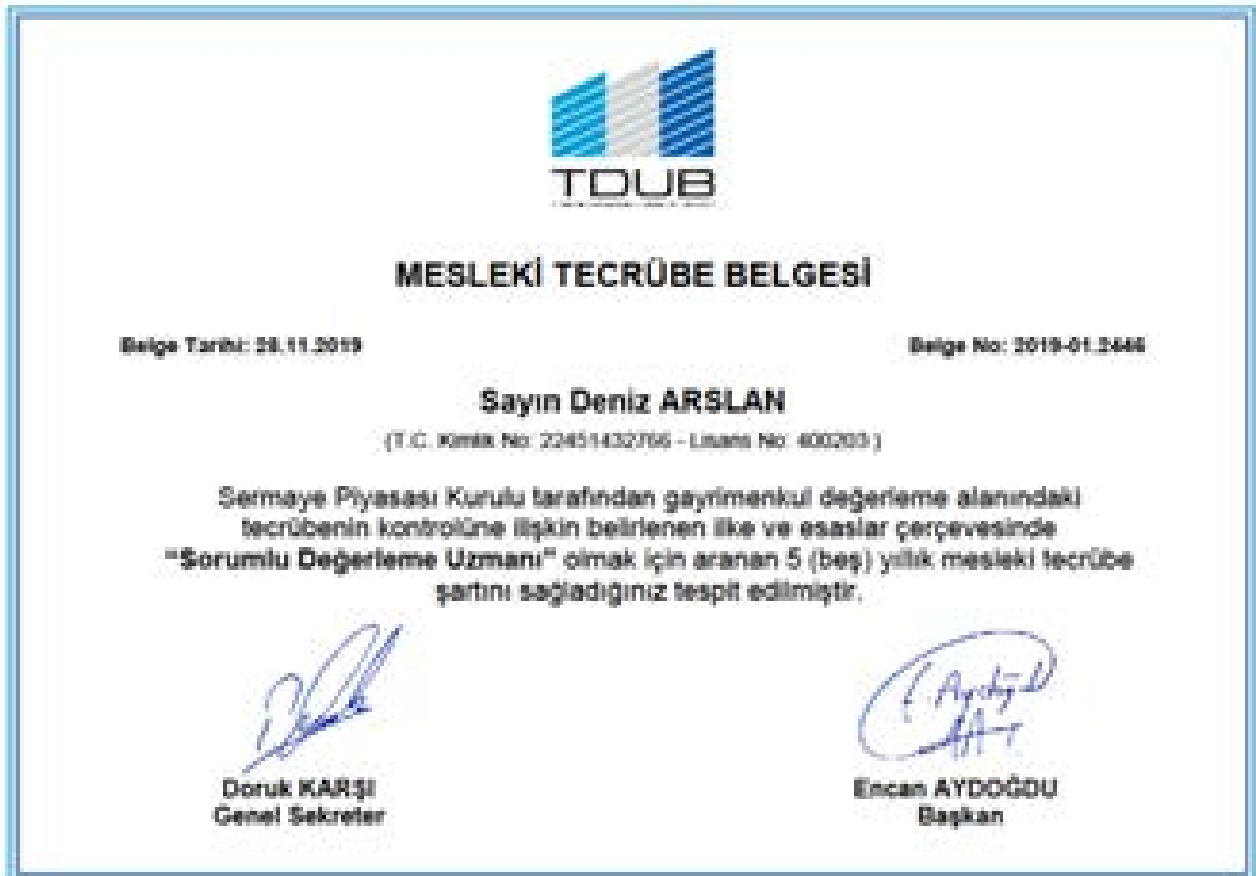 TDUB
MESLEKİ TECRÜBE BELGESİ
Belge Tarihi: 28.11.2019
Belge No: 2019-01.2446
Sayın Deniz ARSLAN
(T.C. Kimlik No: 22451432766 - Lisans No: 400203 )
Sermaye Piyasası Kurulu tarafından gayrimenkul değerleme alanındaki
tecrübenin kontrolüne ilişkin belirlenen ilke ve esaslar çerçevesinde
"Sorumlu Değerleme Uzmanı" olmak için aranan 5 (beş) yıllık mesleki tecrübe
şartını sağladığınız tespit edilmiştir.
Doruk KARŞI
Genel Sekreter
Encan AYDOĞDU
Başkan